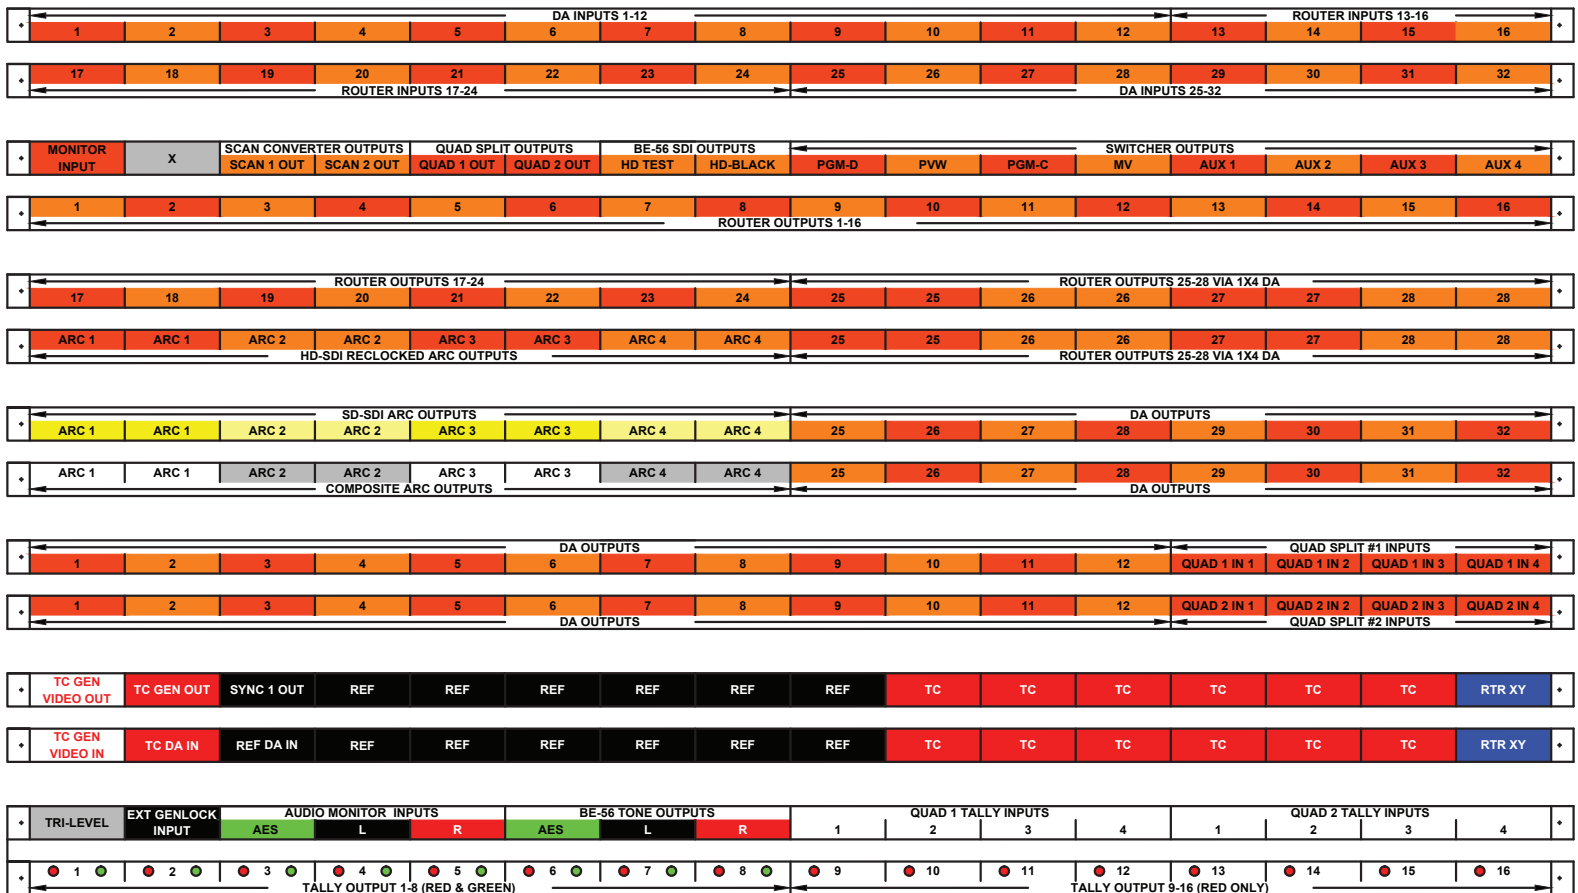 DA INPUTS 1-12 ROUTER INPUTS 13-16
1 2 3 4 5 6 7 8 9 10 11 12 13 14 15 16
17 18 19 20 21 22 23 24 25 26 27 28 29 30 31 32
ROUTER INPUTS 17-24 DA INPUTS 25-32
MONITOR INPUT X SCAN CONVERTER OUTPUTS QUAD SPLIT OUTPUTS BE-56 SDI OUTPUTS SWITCHER OUTPUTS
SCAN 1 OUT SCAN 2 OUT QUAD 1 OUT QUAD 2 OUT HD TEST HD-BLACK PGM-D PVW PGM-C MV AUX 1 AUX 2 AUX 3 AUX 4
1 2 3 4 5 6 7 8 9 10 11 12 13 14 15 16
ROUTER OUTPUTS 1-16
ROUTER OUTPUTS 17-24 ROUTER OUTPUTS 25-28 VIA 1X4 DA
17 18 19 20 21 22 23 24 25 25 26 26 27 27 28 28
ARC 1 ARC 1 ARC 2 ARC 2 ARC 3 ARC 3 ARC 4 ARC 4 25 25 26 26 27 27 28 28
HD-SDI RECLOCKED ARC OUTPUTS ROUTER OUTPUTS 25-28 VIA 1X4 DA
SD-SDI ARC OUTPUTS DA OUTPUTS
ARC 1 ARC 1 ARC 2 ARC 2 ARC 3 ARC 3 ARC 4 ARC 4 25 26 27 28 29 30 31 32
ARC 1 ARC 1 ARC 2 ARC 2 ARC 3 ARC 3 ARC 4 ARC 4 25 26 27 28 29 30 31 32
COMPOSITE ARC OUTPUTS DA OUTPUTS
DA OUTPUTS QUAD SPLIT #1 INPUTS
1 2 3 4 5 6 7 8 9 10 11 12 QUAD 1 IN 1 QUAD 1 IN 2 QUAD 1 IN 3 QUAD 1 IN 4
1 2 3 4 5 6 7 8 9 10 11 12 QUAD 2 IN 1 QUAD 2 IN 2 QUAD 2 IN 3 QUAD 2 IN 4
DA OUTPUTS QUAD SPLIT #2 INPUTS
TC GEN VIDEO OUT TC GEN OUT SYNC 1 OUT REF REF REF REF REF REF TC TC TC TC TC TC RTR XY
TC GEN VIDEO IN TC DA IN REF DA IN REF REF REF REF REF REF TC TC TC TC TC TC RTR XY
TRI-LEVEL EXT GENLOCK INPUT AUDIO MONITOR INPUTS BE-56 TONE OUTPUTS QUAD 1 TALLY INPUTS QUAD 2 TALLY INPUTS
AES L R AES L R 1 2 3 4 1 2 3 4
1 2 3 4 5 6 7 8 9 10 11 12 13 14 15 16
TALLY OUTPUT 1-8 (RED & GREEN) TALLY OUTPUT 9-16 (RED ONLY)